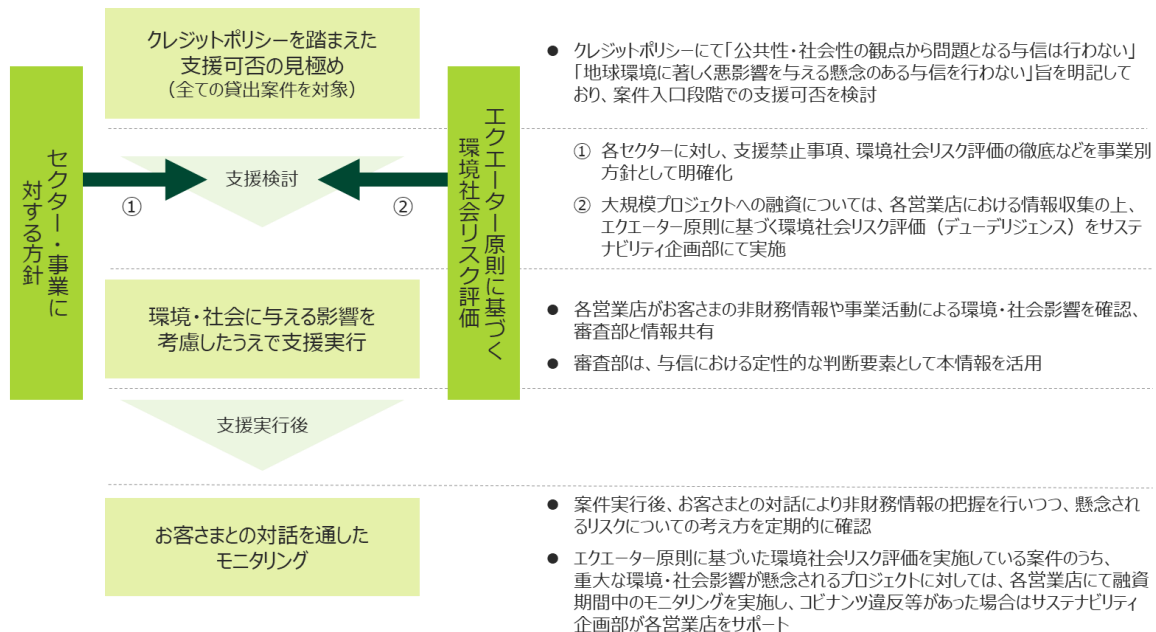 クレジットポリシーを踏まえた
支援可否の見極め
（全ての貸出案件を対象）
● クレジットポリシーにて「公共性・社会性の観点から問題となる与信は行わない」
「地球環境に著しく悪影響を与える懸念のある与信を行わない」旨を明記して
おり、案件入口段階での支援可否を検討
セクター・事業に
対する方針
エクエーター原則に基づく
環境社会リスク評価
支援検討
①
②
① 各セクターに対し、支援禁止事項、環境社会リスク評価の徹底などを事業別
方針として明確化
② 大規模プロジェクトへの融資については、各営業店における情報収集の上、
エクエーター原則に基づく環境社会リスク評価（デューデリジェンス）をサステ
ナビリティ企画部にて実施
環境・社会に与える影響を
考慮したうえで支援実行
● 各営業店がお客さまの非財務情報や事業活動による環境・社会影響を確認、
審査部と情報共有
● 審査部は、与信における定性的な判断要素として本情報を活用
支援実行後
お客さまとの対話を通した
モニタリング
● 案件実行後、お客さまとの対話により非財務情報の把握を行いつつ、懸念され
るリスクについての考え方を定期的に確認
● エクエーター原則に基づいた環境社会リスク評価を実施している案件のうち、
重大な環境・社会影響が懸念されるプロジェクトに対しては、各営業店にて融資
期間中のモニタリングを実施し、コビナンツ違反等があった場合はサステナビリティ
企画部が各営業店をサポート